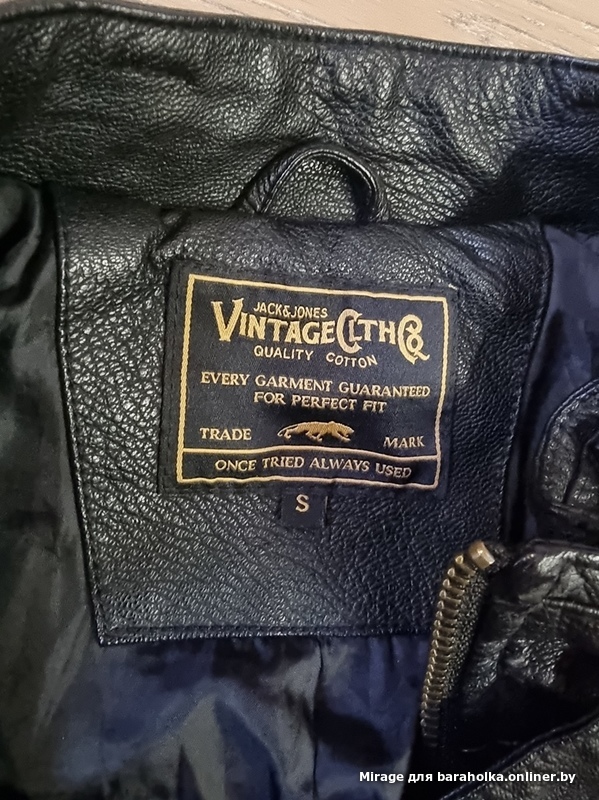 JACK&JONES
VINTAGE CLTH Co
QUALITY COTTON
EVERY GARMENT GUARANTEED
FOR PERFECT FIT
TRADE MARK
ONCE TRIED ALWAYS USED
S
Mirage для baraholka.onliner.by